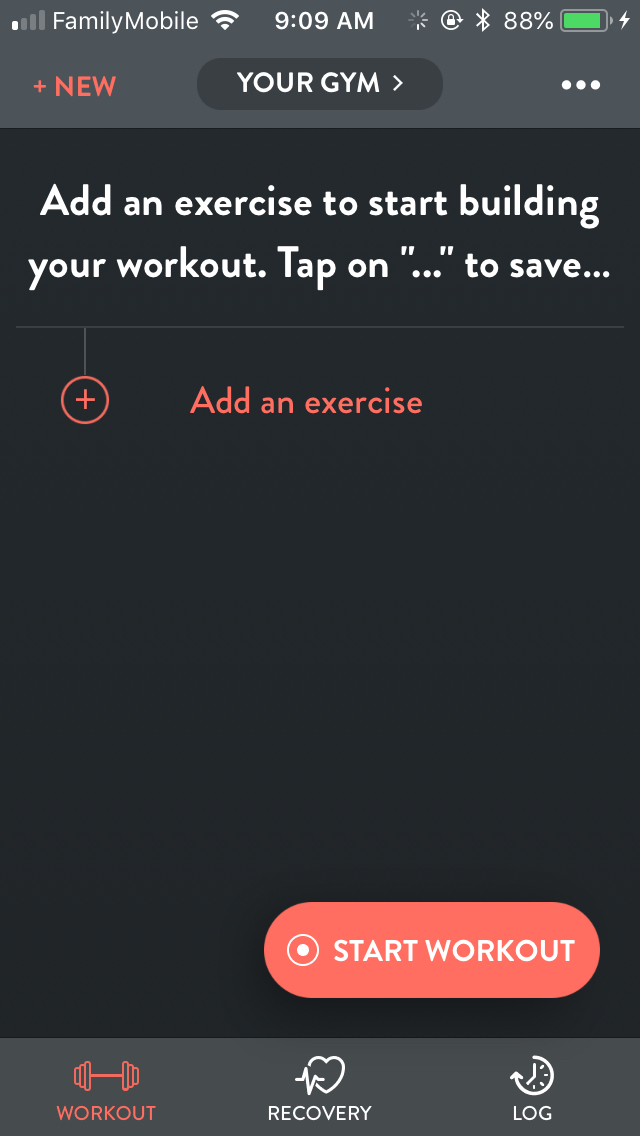 FamilyMobile 9:09 AM 88%
+ NEW YOUR GYM >
Add an exercise to start building
your workout. Tap on "..." to save...
+ Add an exercise
START WORKOUT
WORKOUT RECOVERY LOG